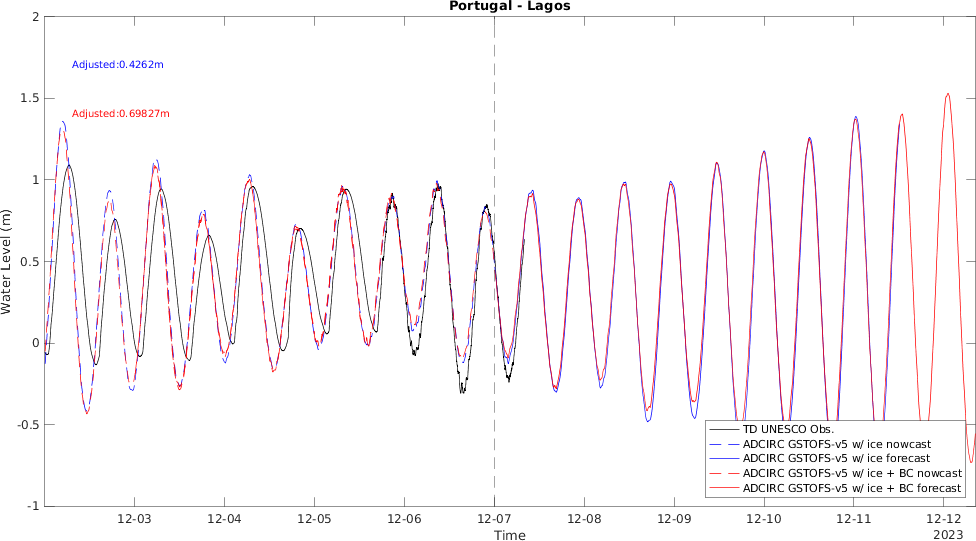 Portugal - Lagos
Adjusted:0.4262m
Adjusted:0.69827m
Water Level (m)
2
1.5
1
0.5
0
-0.5
-1
TD UNESCO Obs.
ADCIRC GSTOFS-v5 w/ ice nowcast
ADCIRC GSTOFS-v5 w/ ice forecast
ADCIRC GSTOFS-v5 w/ ice + BC nowcast
ADCIRC GSTOFS-v5 w/ ice + BC forecast
12-03 12-04 12-05 12-06 12-07 12-08 12-09 12-10 12-11 12-12
Time
2023